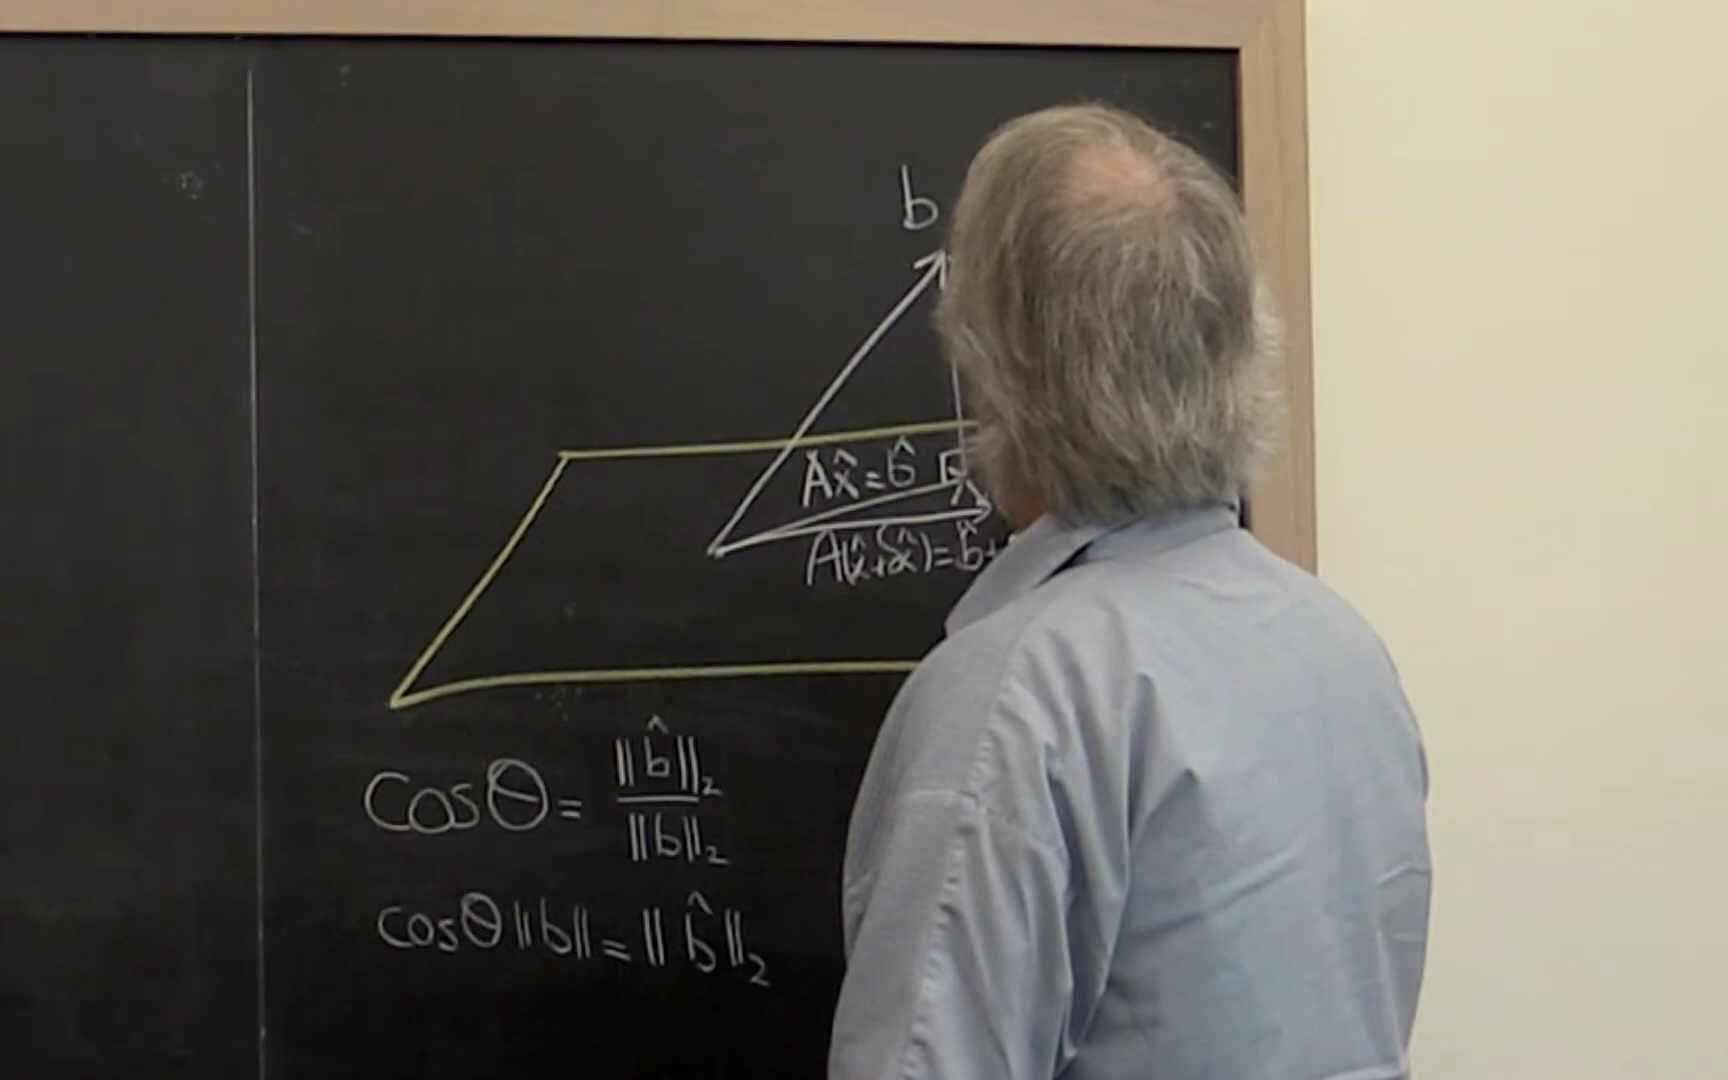 b
Ax̂ = b̂
A(x̂+δx̂) = b̂+
cosθ = ‖b̂‖₂ / ‖b‖₂
cosθ ‖b‖ = ‖b̂‖₂